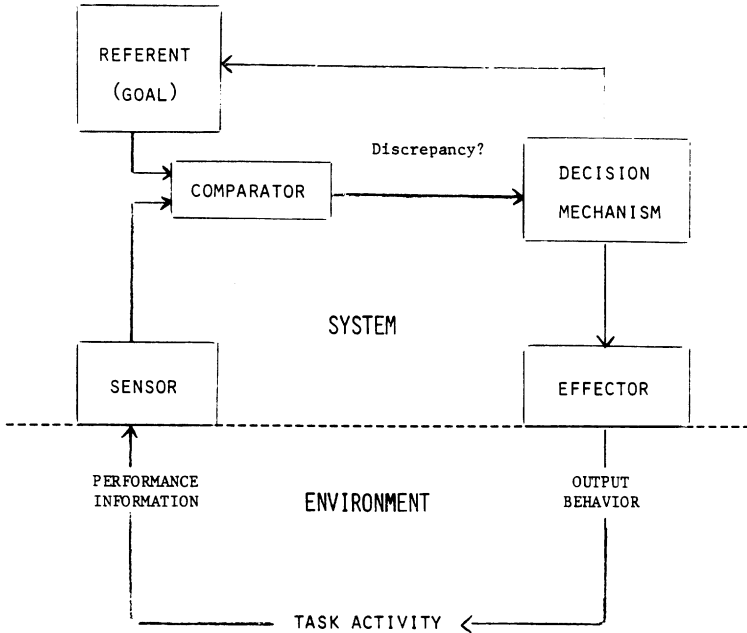 REFERENT
(GOAL)
Discrepancy?
COMPARATOR
DECISION
MECHANISM
SYSTEM
SENSOR
EFFECTOR
PERFORMANCE
INFORMATION
ENVIRONMENT
OUTPUT
BEHAVIOR
TASK ACTIVITY